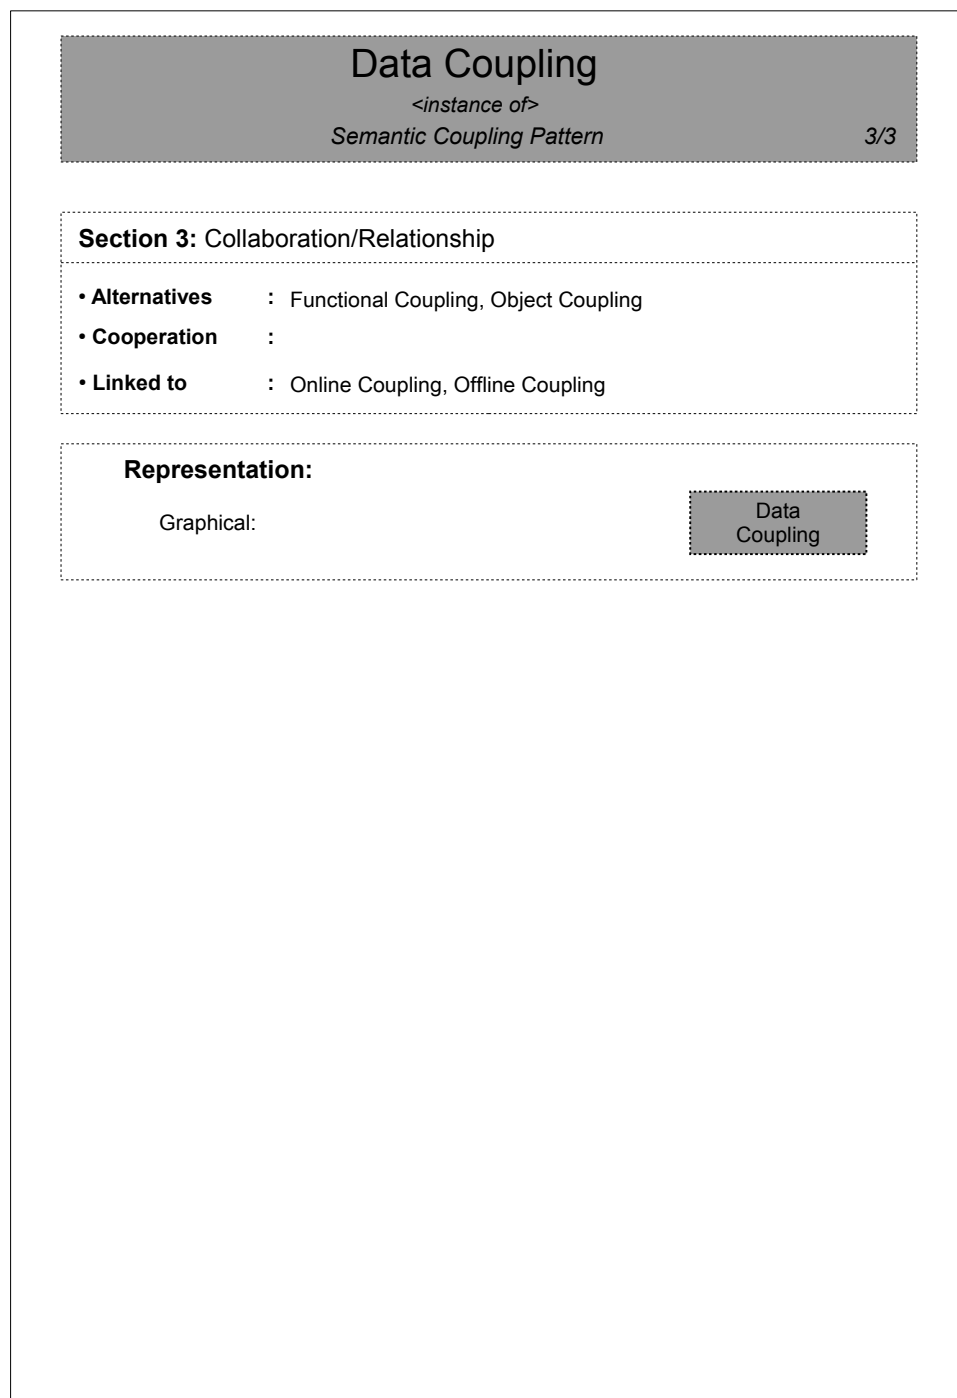 Data Coupling
<instance of>
Semantic Coupling Pattern 3/3
Section 3: Collaboration/Relationship
• Alternatives : Functional Coupling, Object Coupling
• Cooperation :
• Linked to : Online Coupling, Offline Coupling
Representation:
Graphical:
Data
Coupling